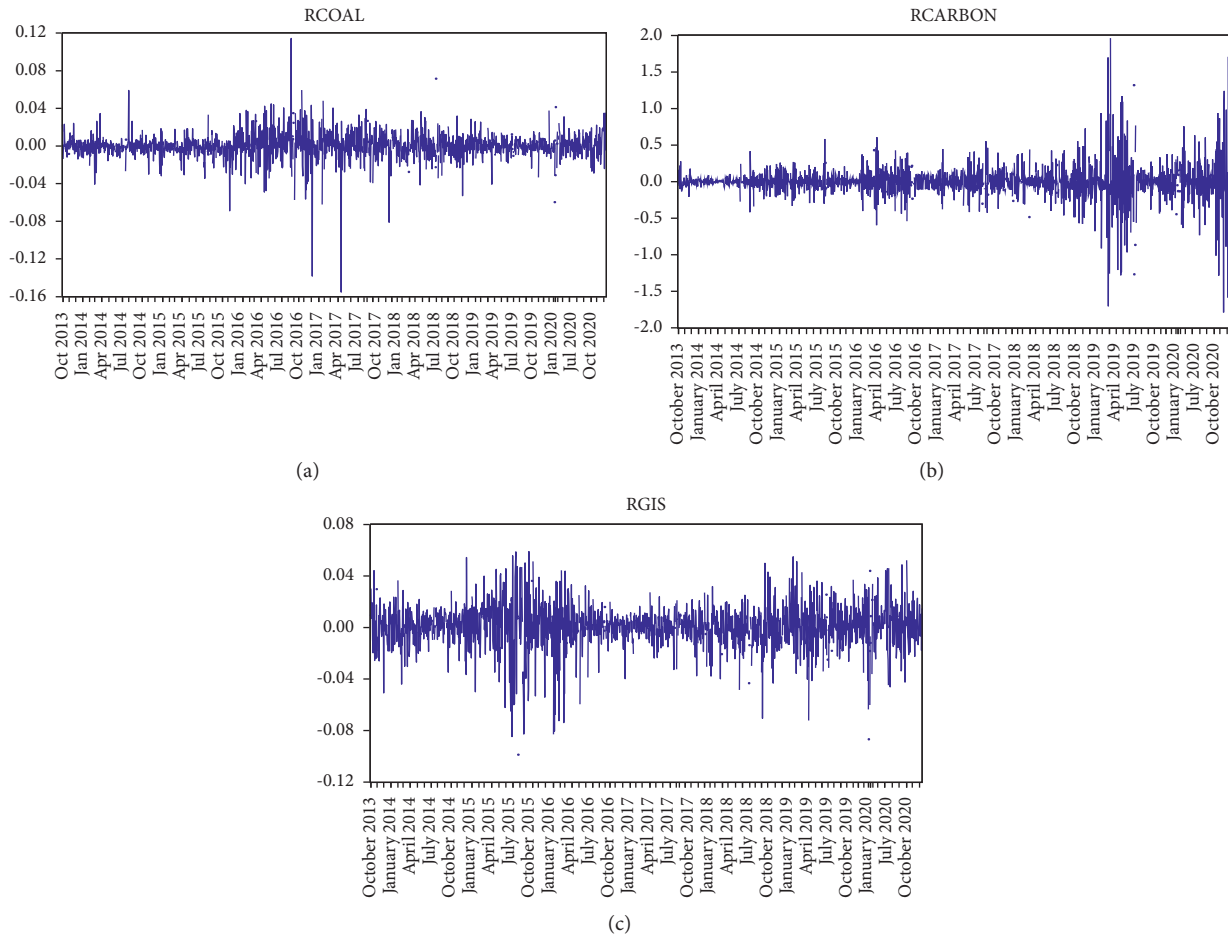 RCOAL
0.12
0.08
0.04
0.00
-0.04
-0.08
-0.12
-0.16
Oct 2013
Jan 2014
Apr 2014
Jul 2014
Oct 2014
Jan 2015
Apr 2015
Jul 2015
Oct 2015
Jan 2016
Apr 2016
Jul 2016
Oct 2016
Jan 2017
Apr 2017
Jul 2017
Oct 2017
Jan 2018
Apr 2018
Jul 2018
Oct 2018
Jan 2019
Apr 2019
Jul 2019
Oct 2019
Jan 2020
Jul 2020
Oct 2020
(a)
RCARBON
2.0
1.5
1.0
0.5
0.0
-0.5
-1.0
-1.5
-2.0
October 2013
January 2014
April 2014
July 2014
October 2014
January 2015
April 2015
July 2015
October 2015
January 2016
April 2016
July 2016
October 2016
January 2017
April 2017
July 2017
October 2017
January 2018
April 2018
July 2018
October 2018
January 2019
April 2019
July 2019
October 2019
January 2020
July 2020
October 2020
(b)
RGIS
0.08
0.04
0.00
-0.04
-0.08
-0.12
October 2013
January 2014
April 2014
July 2014
October 2014
January 2015
April 2015
July 2015
October 2015
January 2016
April 2016
July 2016
October 2016
January 2017
April 2017
July 2017
October 2017
January 2018
April 2018
July 2018
October 2018
January 2019
April 2019
July 2019
October 2019
January 2020
July 2020
October 2020
(c)